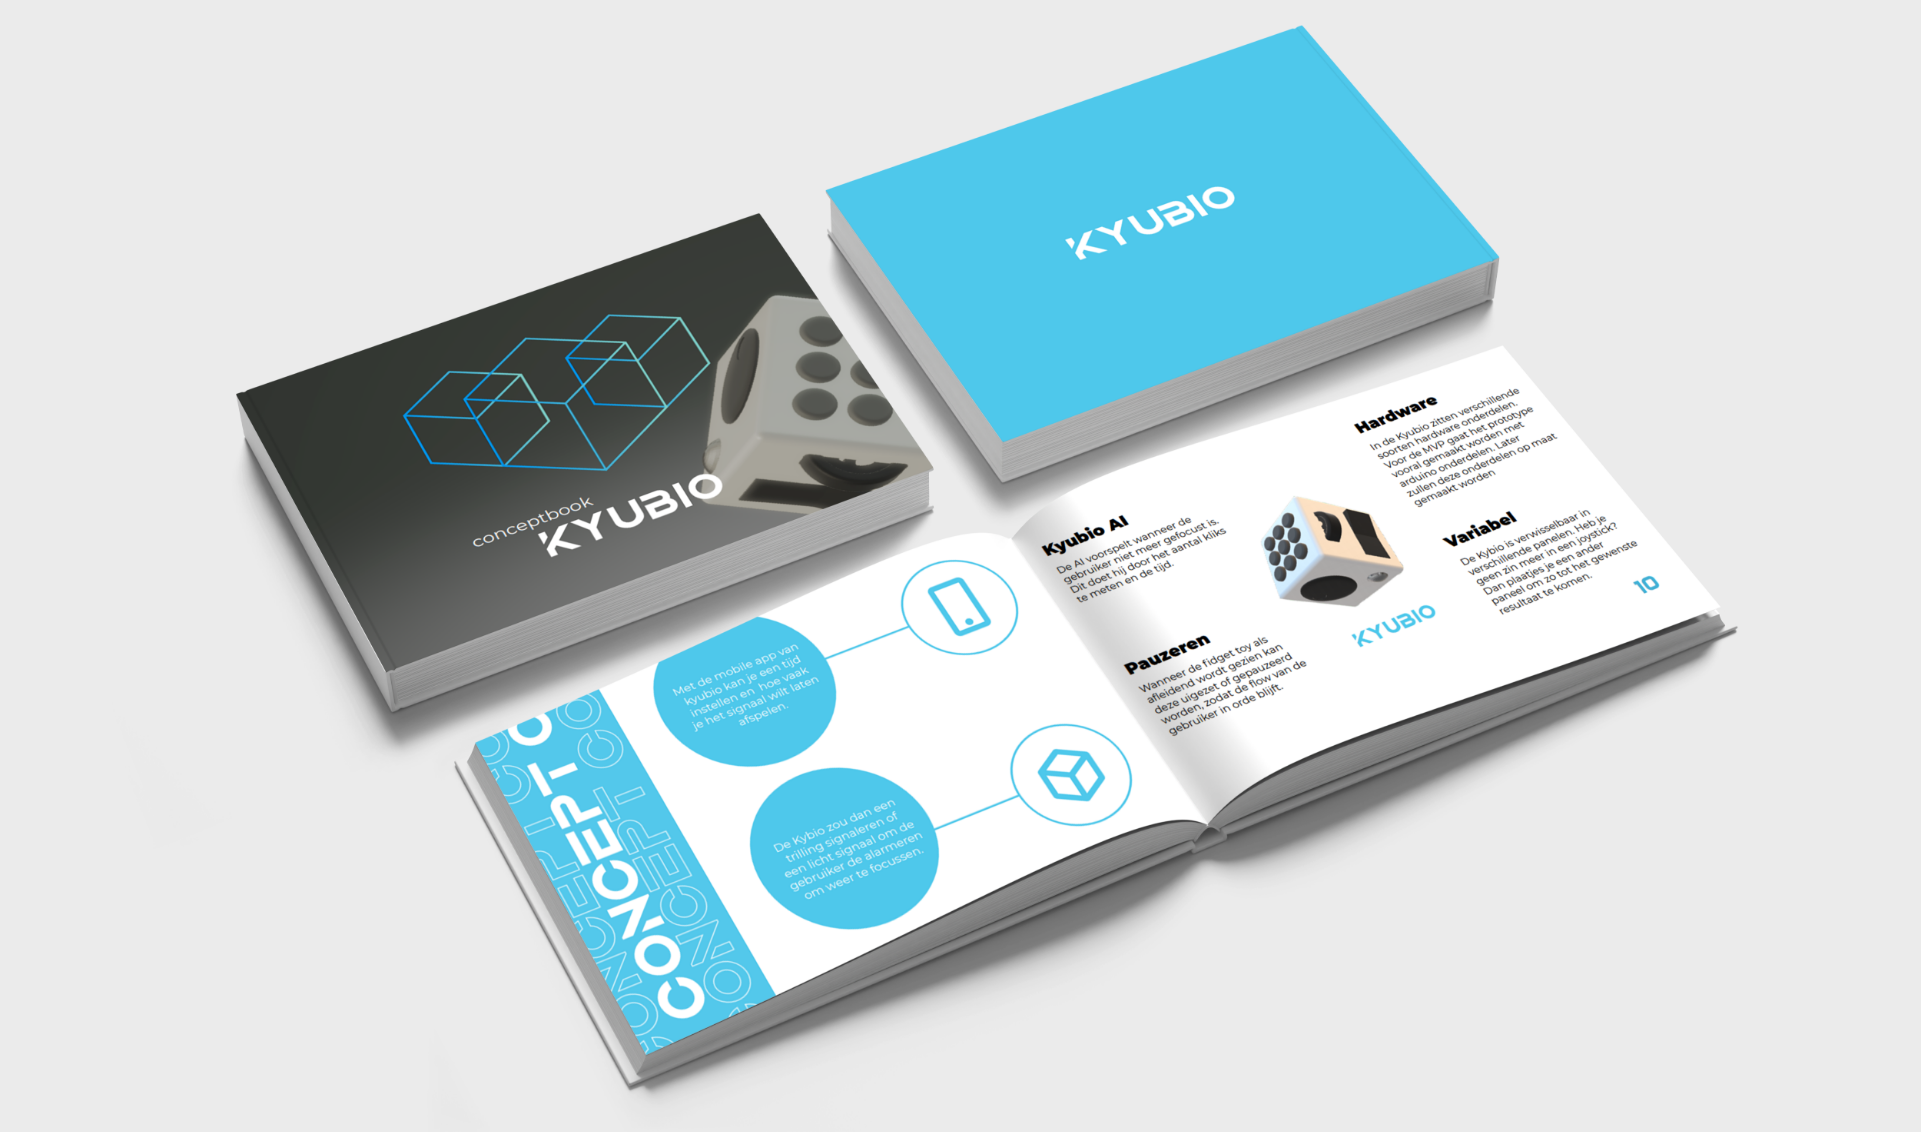 KYUBIO
conceptbook
KYUBIO
CONCEPT CO
Met de mobile app van
kyubio kan je een tijd
instellen en hoe vaak
je het signaal wilt laten
afspelen.
De Kybio zou dan een
trilling signaleren of
een licht signaal om de
gebruiker de alarmeren
om weer te focussen.
Kyubio AI
De AI voorspelt wanneer de
gebruiker niet meer gefocust is.
Dit doet hij door het aantal kliks
te meten en de tijd.
Pauzeren
Wanneer de fidget toy als
afleidend wordt gezien kan
deze uigezet of gepauzeerd
worden, zodat de flow van de
gebruiker in orde blijft.
KYUBIO
Hardware
In de Kyubio zitten verschillende
soorten hardware onderdelen.
Voor de MVP gaat het prototype
vooral gemaakt worden met
arduino onderdelen. Later
zullen deze onderdelen op maat
gemaakt worden
Variabel
De Kybio is verwisselbaar in
verschillende panelen. Heb je
geen zin meer in een joystick?
Dan plaatjes je een ander
paneel om zo tot het gewenste
resultaat te komen.
10